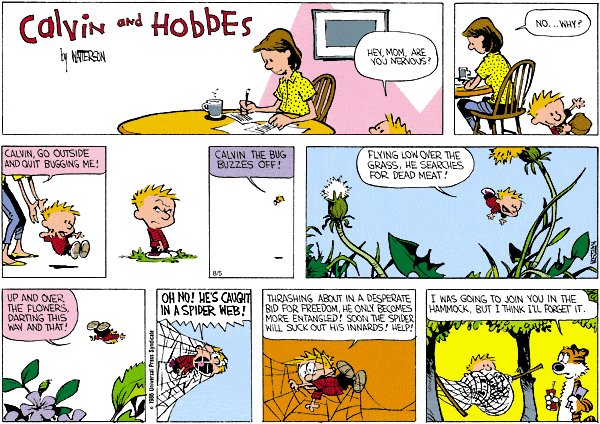 CALVIN AND HOBBES
by WATTERSON
HEY, MOM, ARE
YOU NERVOUS?
NO... WHY?
CALVIN, GO OUTSIDE
AND QUIT BUGGING ME!
CALVIN THE BUG
BUZZES OFF!
8/5
FLYING LOW OVER THE
GRASS, HE SEARCHES
FOR DEAD MEAT!
WATTERSON
UP AND OVER
THE FLOWERS,
DARTING THIS
WAY AND THAT!
© 1988 Universal Press Syndicate
OH NO! HE'S CAUGHT
IN A SPIDER WEB!
THRASHING ABOUT IN A DESPERATE
BID FOR FREEDOM, HE ONLY BECOMES
MORE ENTANGLED! SOON THE SPIDER
WILL SUCK OUT HIS INNARDS! HELP!
I WAS GOING TO JOIN YOU IN THE
HAMMOCK, BUT I THINK I'LL FORGET IT.